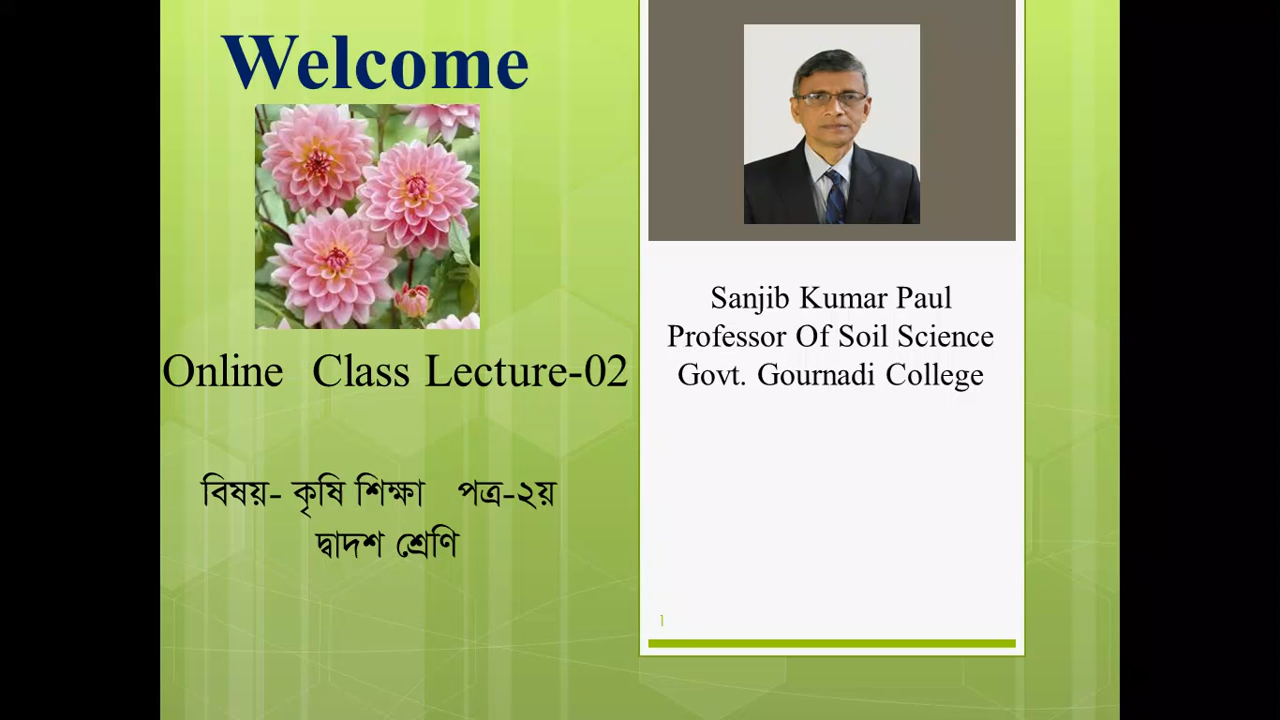 Welcome
Online Class Lecture-02
বিষয়- কৃষি শিক্ষা পত্র-২য়
দ্বাদশ শ্রেণি
Sanjib Kumar Paul
Professor Of Soil Science
Govt. Gournadi College
1